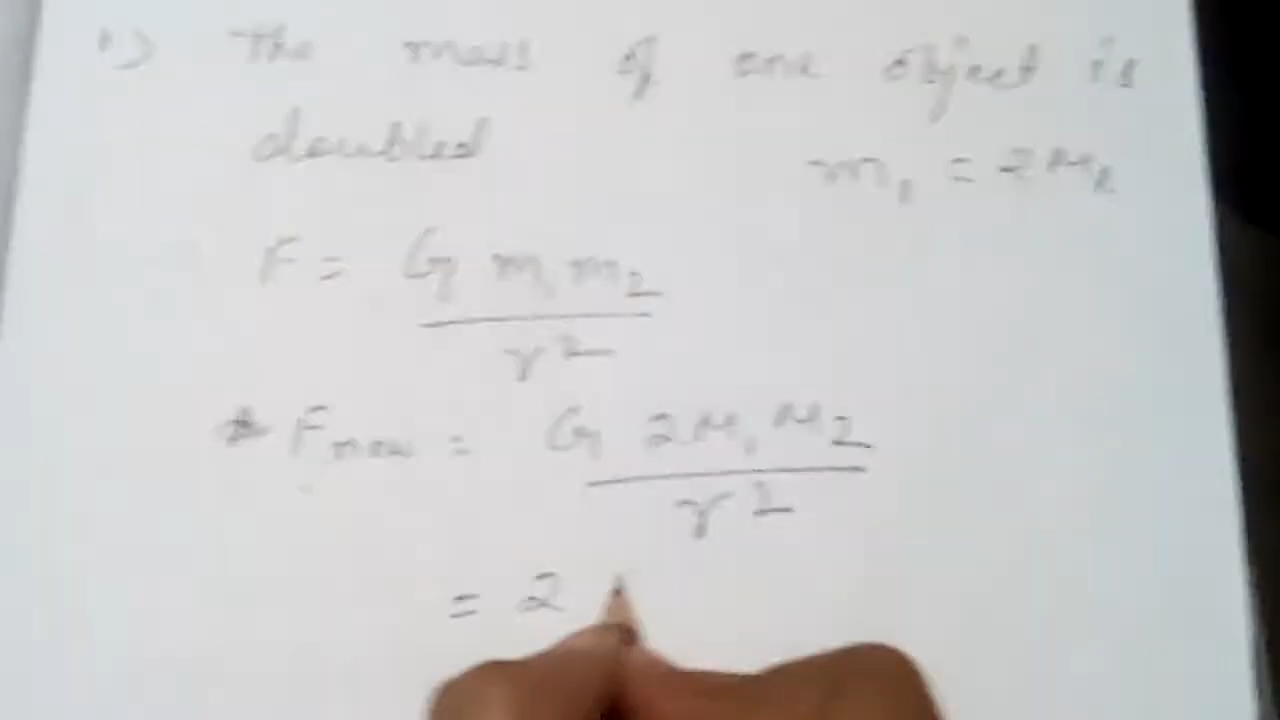 1) The mass of one object is
doubled m₁ = 2M₁
F = G m₁ m₂ / r²
* Fnew = G 2M₁ M₂ / r²
= 2